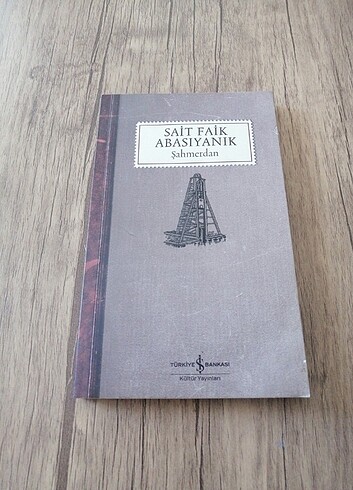 SAİT FAİK
ABASIYANIK
Şahmerdan
TÜRKİYE İŞ BANKASI
Kültür Yayınları